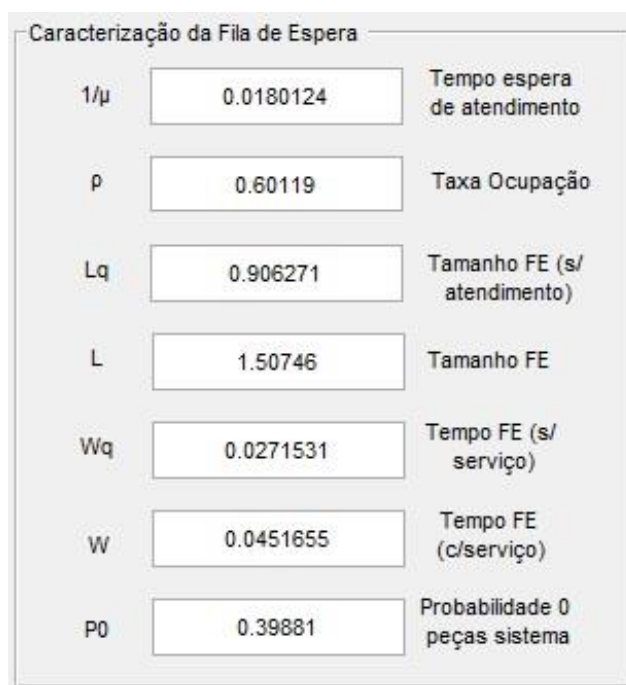 Caracterização da Fila de Espera
1/μ 0.0180124 Tempo espera
de atendimento
ρ 0.60119 Taxa Ocupação
Lq 0.906271 Tamanho FE (s/
atendimento)
L 1.50746 Tamanho FE
Wq 0.0271531 Tempo FE (s/
serviço)
W 0.0451655 Tempo FE
(c/serviço)
P0 0.39881 Probabilidade 0
peças sistema